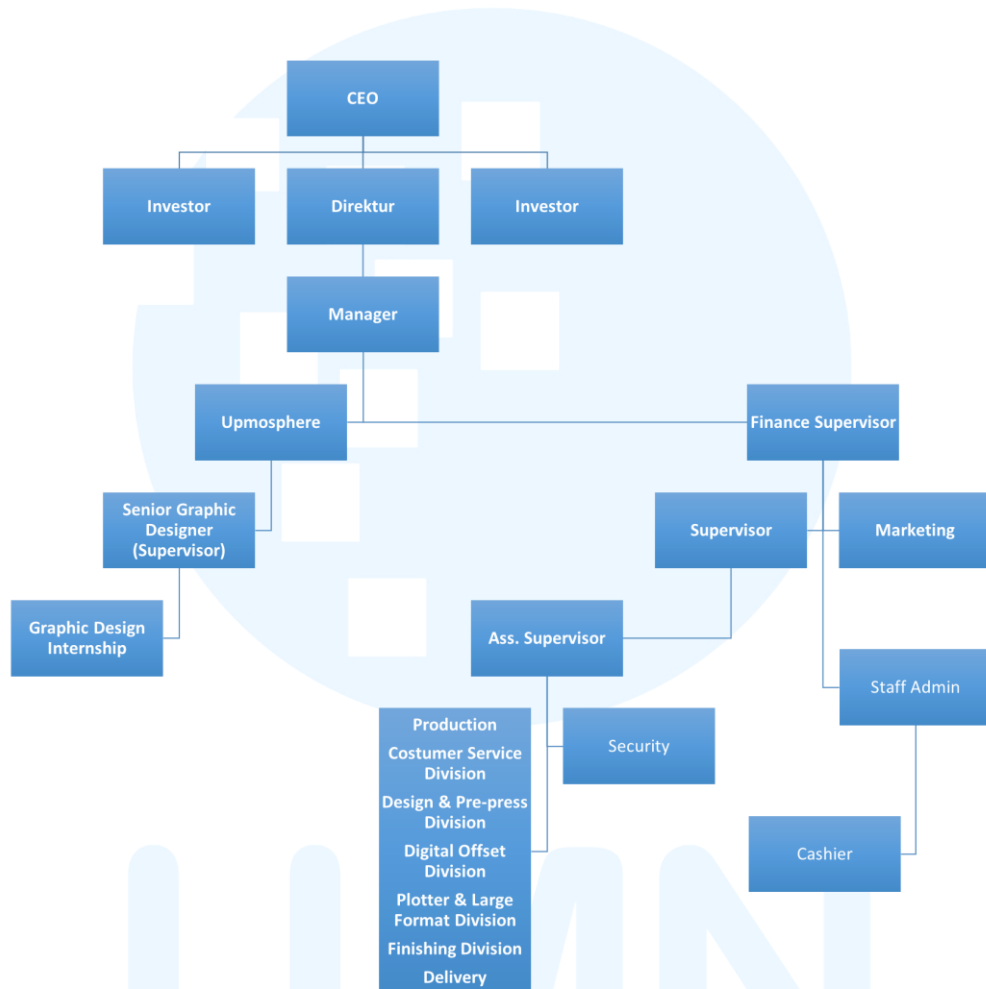 CEO
Investor
Direktur
Investor
Manager
Upmosphere
Finance Supervisor
Senior Graphic
Designer
(Supervisor)
Supervisor
Marketing
Graphic Design
Internship
Ass. Supervisor
Staff Admin
Production
Costumer Service
Division
Design & Pre-press
Division
Digital Offset
Division
Plotter & Large
Format Division
Finishing Division
Delivery
Security
Cashier
UMN